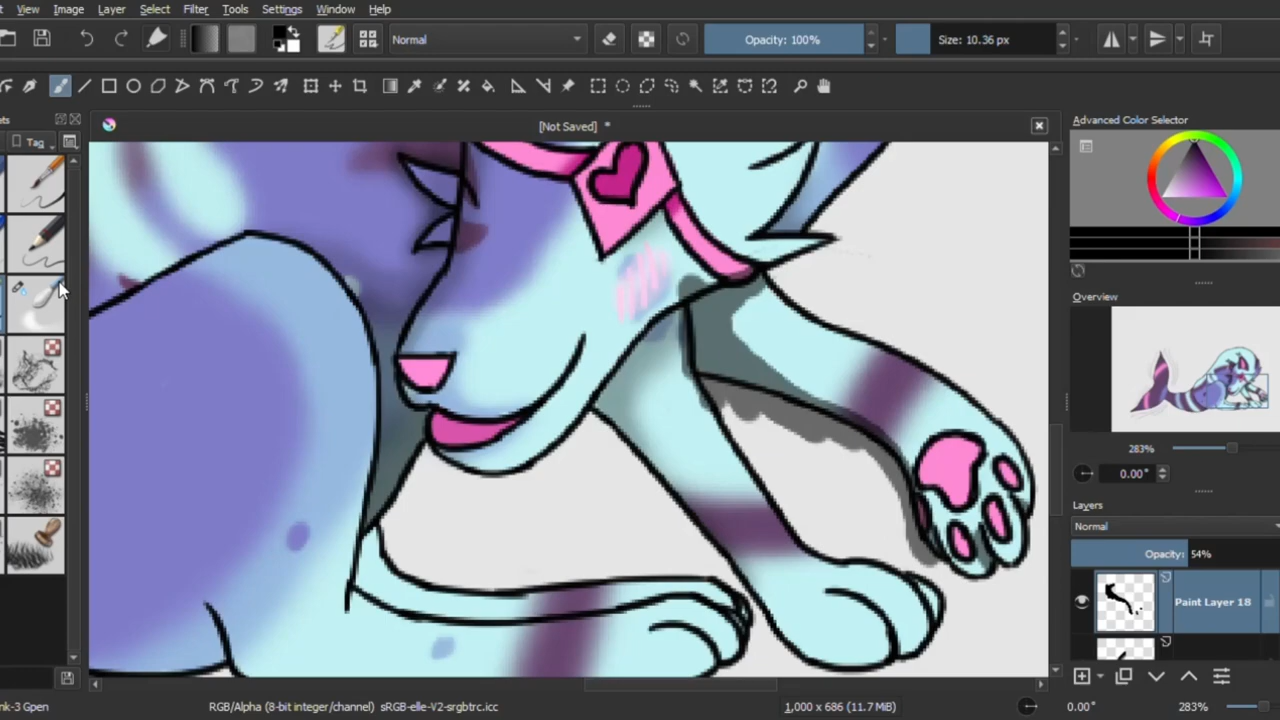 View Image Layer Select Filter Tools Settings Window Help
Normal Opacity: 100% Size: 10.36 px
Tag
[Not Saved] *
Advanced Color Selector
Overview
283%
0.00°
Layers
Normal
Opacity: 54%
Paint Layer 18
RGB/Alpha (8-bit integer/channel) sRGB-elle-V2-srgbtrc.icc 1,000 x 686 (11.7 MiB) 0.00° 283%